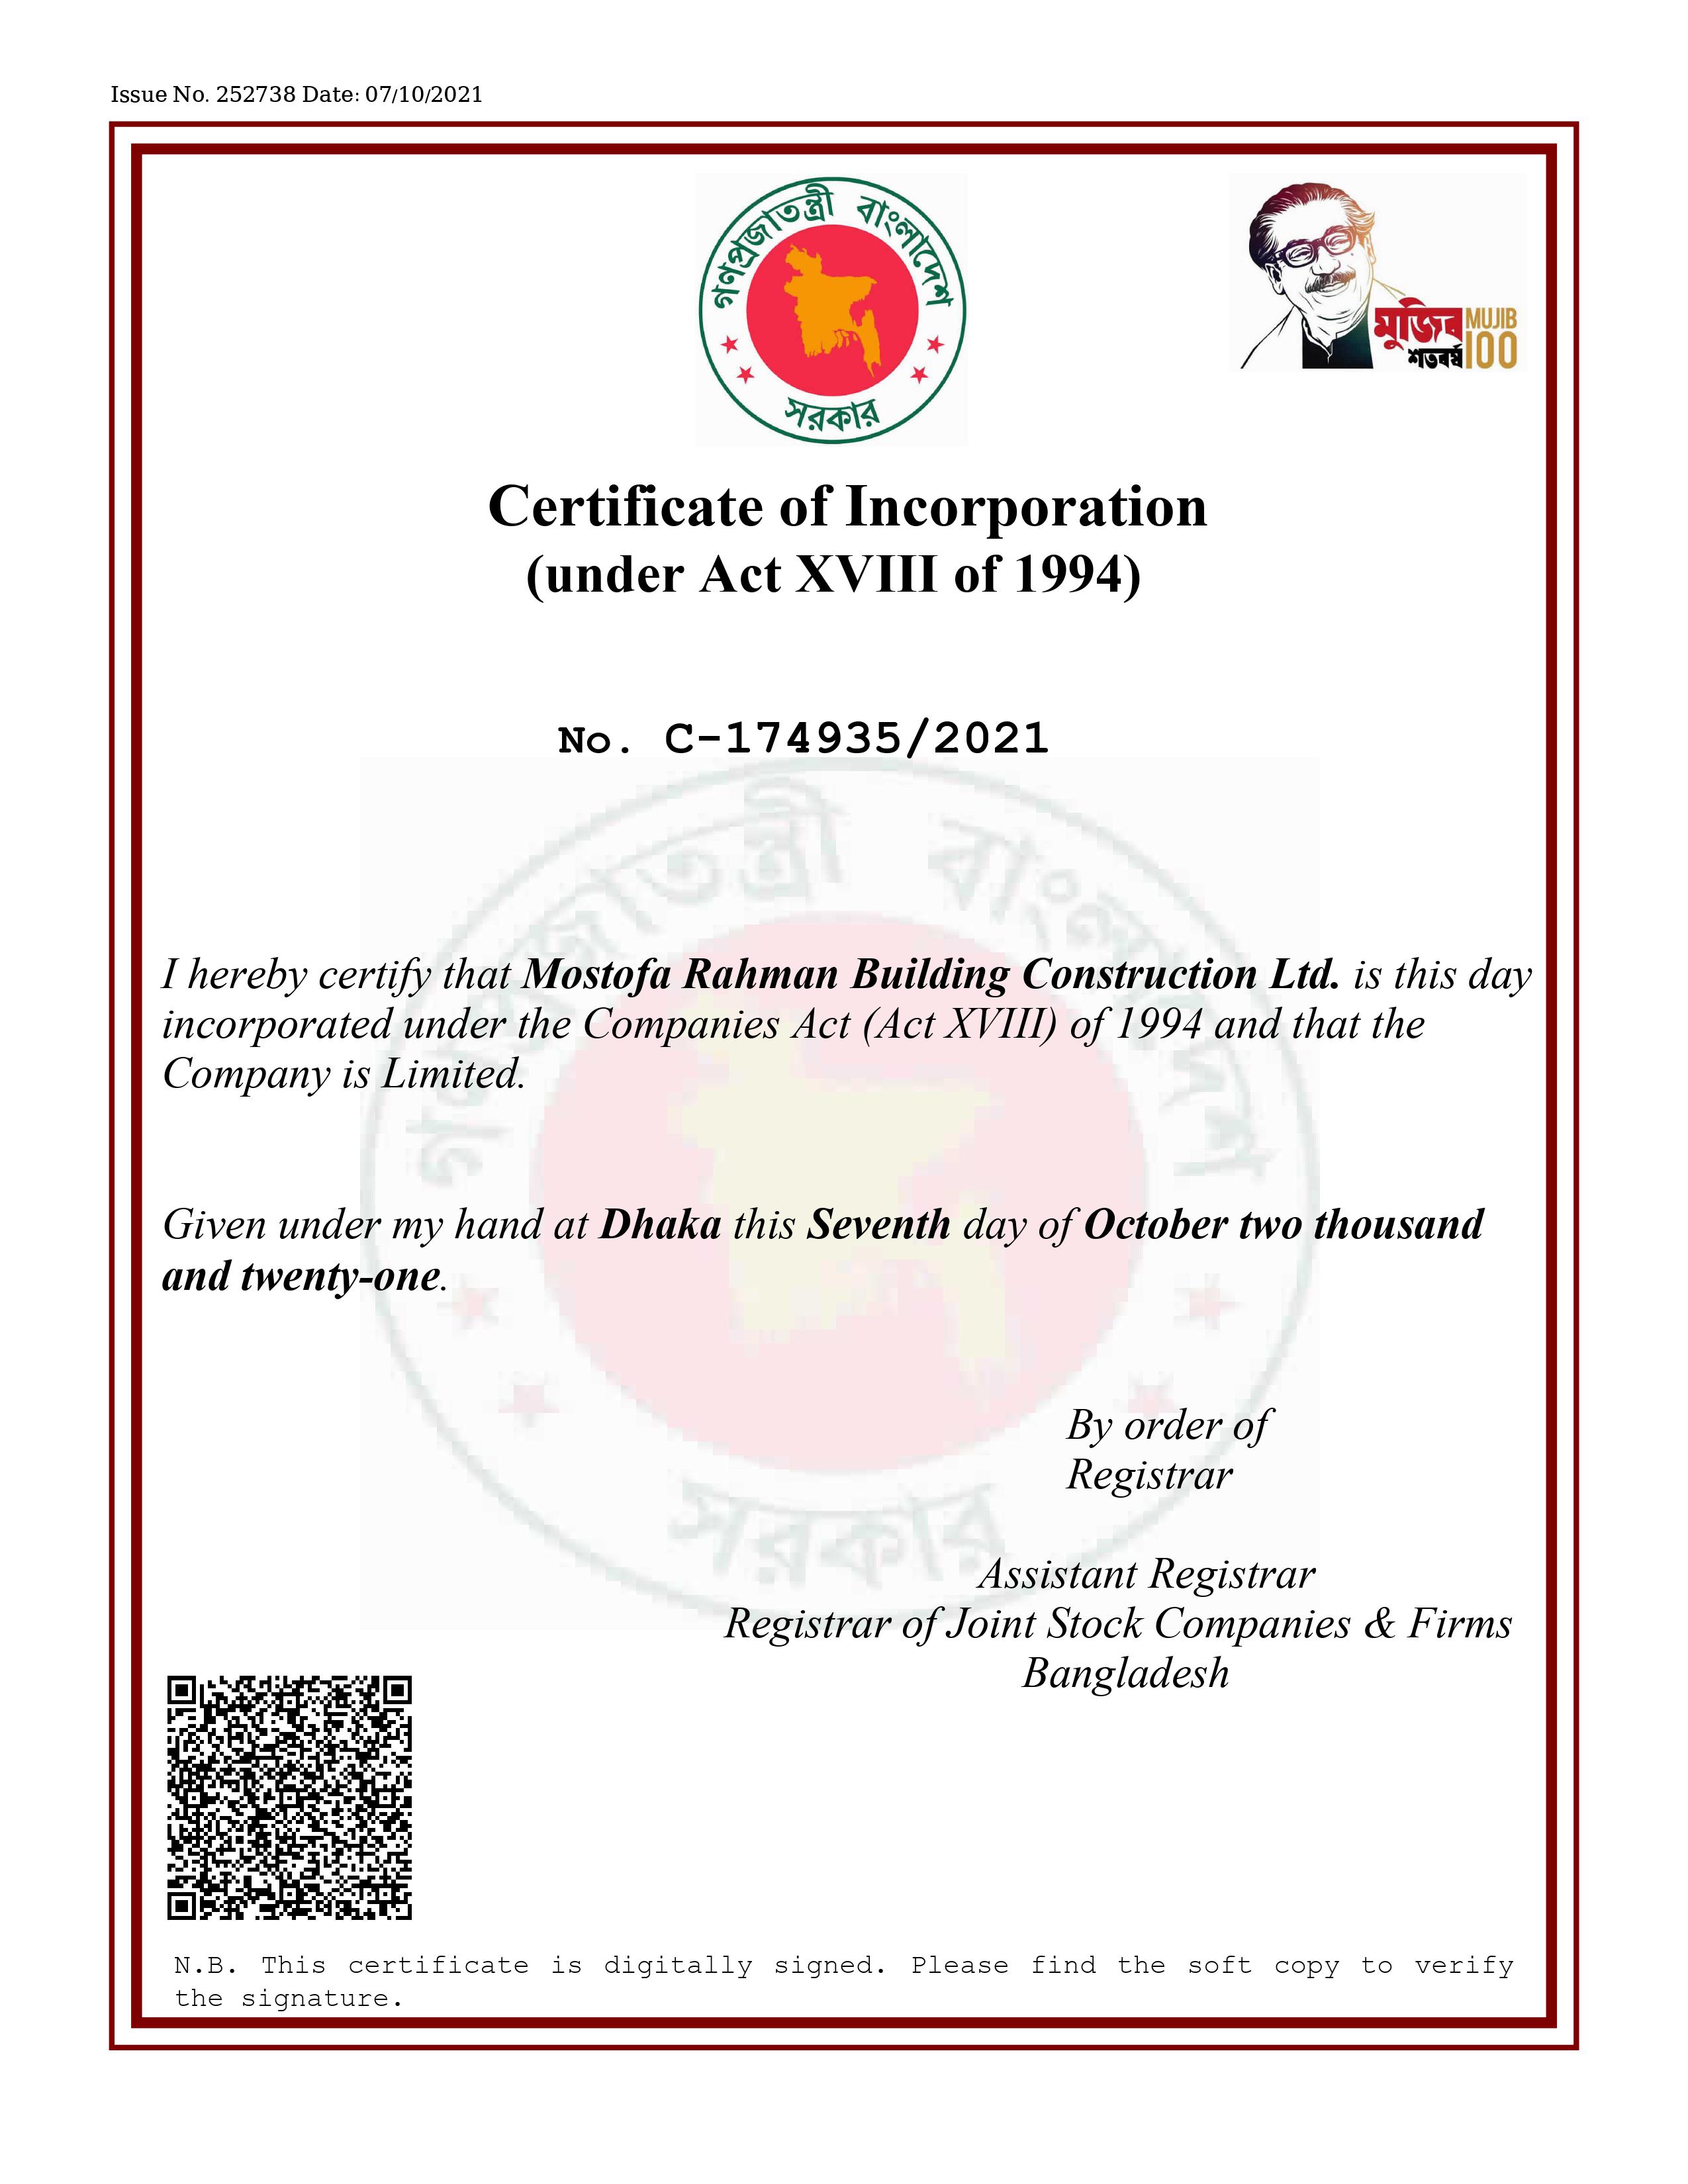 Issue No. 252738 Date: 07/10/2021
গণপ্রজাতন্ত্রী বাংলাদেশ
সরকার
মুজিব
শতবর্ষ
MUJIB
100
Certificate of Incorporation
(under Act XVIII of 1994)
No. C-174935/2021
I hereby certify that Mostofa Rahman Building Construction Ltd. is this day
incorporated under the Companies Act (Act XVIII) of 1994 and that the
Company is Limited.
Given under my hand at Dhaka this Seventh day of October two thousand
and twenty-one.
গণপ্রজাতন্ত্রী বাংলাদেশ
সরকার
By order of
Registrar
Assistant Registrar
Registrar of Joint Stock Companies & Firms
Bangladesh
N.B. This certificate is digitally signed. Please find the soft copy to verify
the signature.